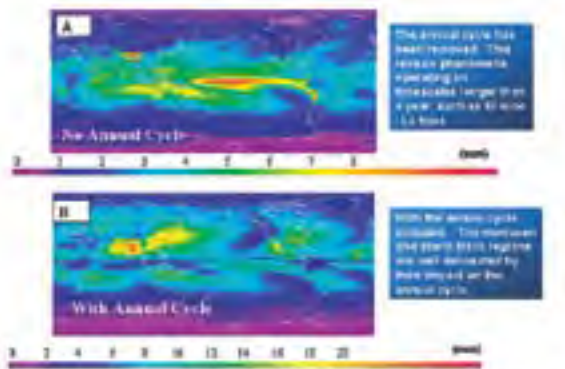 A
The annual cycle has
been removed. This
reveals phenomena
operating on
timescales longer than
a year, such as El Nino
- La Nina
No Annual Cycle
0 1 2 3 4 5 6 7 8 (mm)
B
With the annual cycle
included. The monsoon
and storm track regions
are well delineated by
their impact on the
annual cycle.
With Annual Cycle
0 2 4 6 8 10 12 14 16 18 20 (mm)